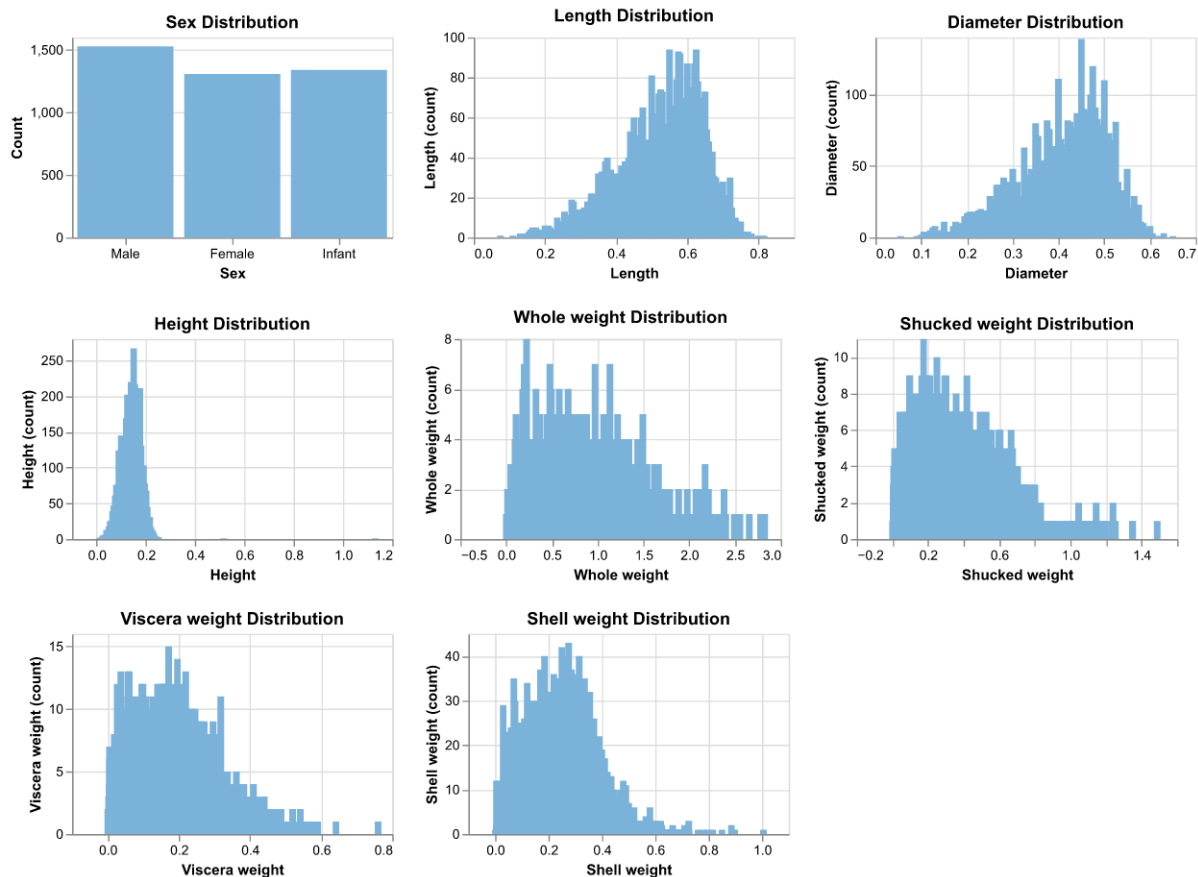 Sex Distribution
Count
1,500
1,000
500
0
Male Female Infant
Sex
Length Distribution
Length (count)
100
80
60
40
20
0
0.0 0.2 0.4 0.6 0.8
Length
Diameter Distribution
Diameter (count)
100
50
0
0.0 0.1 0.2 0.3 0.4 0.5 0.6 0.7
Diameter
Height Distribution
Height (count)
250
200
150
100
50
0
0.0 0.2 0.4 0.6 0.8 1.0 1.2
Height
Whole weight Distribution
Whole weight (count)
8
6
4
2
0
−0.5 0.0 0.5 1.0 1.5 2.0 2.5 3.0
Whole weight
Shucked weight Distribution
Shucked weight (count)
10
8
6
4
2
0
−0.2 0.2 0.6 1.0 1.4
Shucked weight
Viscera weight Distribution
Viscera weight (count)
15
10
5
0
0.0 0.2 0.4 0.6 0.8
Viscera weight
Shell weight Distribution
Shell weight (count)
40
30
20
10
0
0.0 0.2 0.4 0.6 0.8 1.0
Shell weight